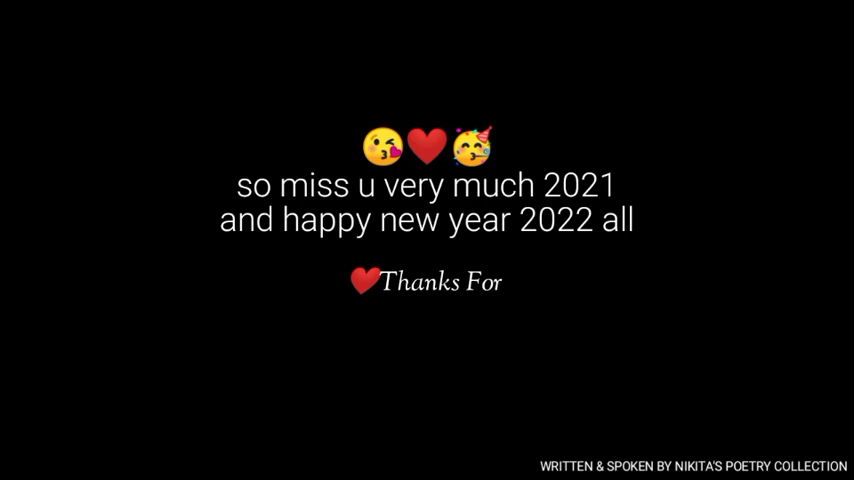 😘❤️🥳
so miss u very much 2021
and happy new year 2022 all
❤️Thanks For
WRITTEN & SPOKEN BY NIKITA'S POETRY COLLECTION